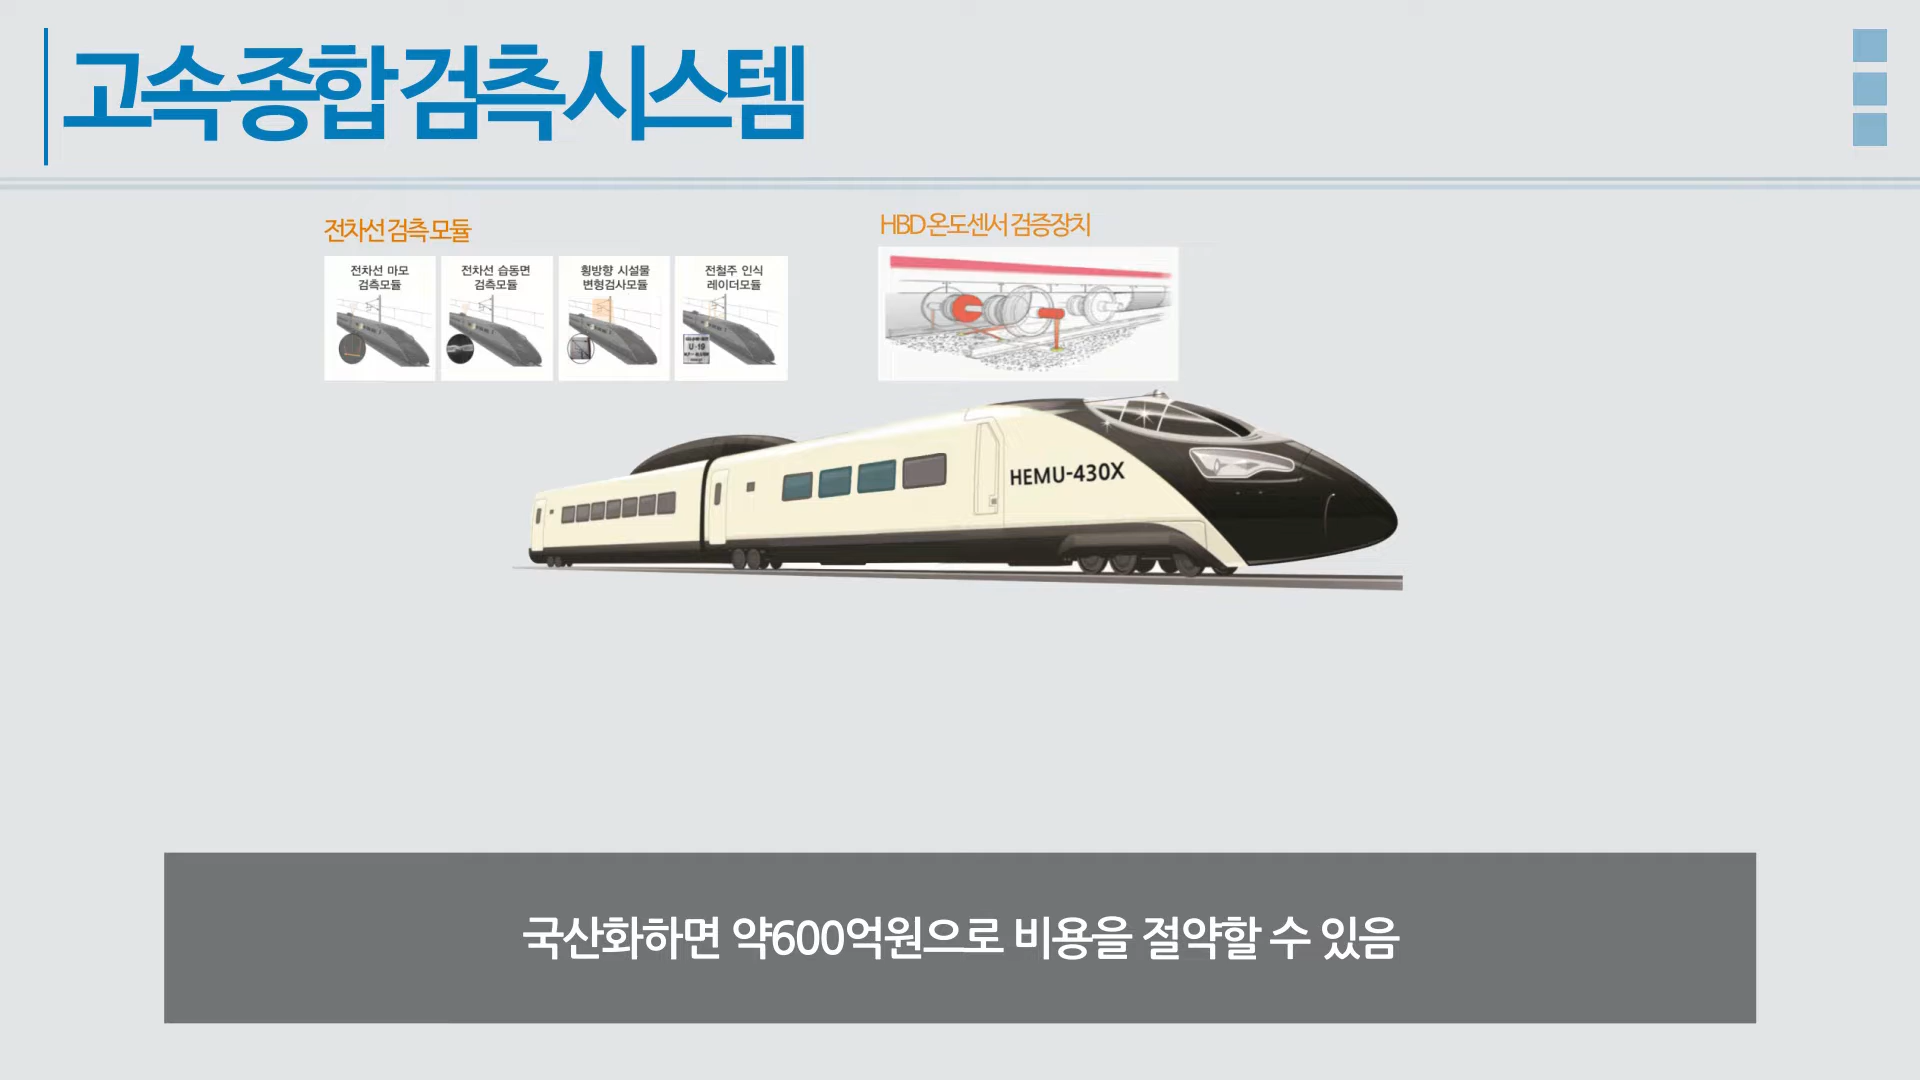 고속종합검측시스템
전차선 검측 모듈
HBD 온도센서 검증장치
전차선 마모
검측모듈
전차선 습동면
검측모듈
횡방향 시설물
변형검사모듈
전철주 인식
레이더모듈
U-19
HEMU-430X
국산화하면 약600억원으로 비용을 절약할 수 있음